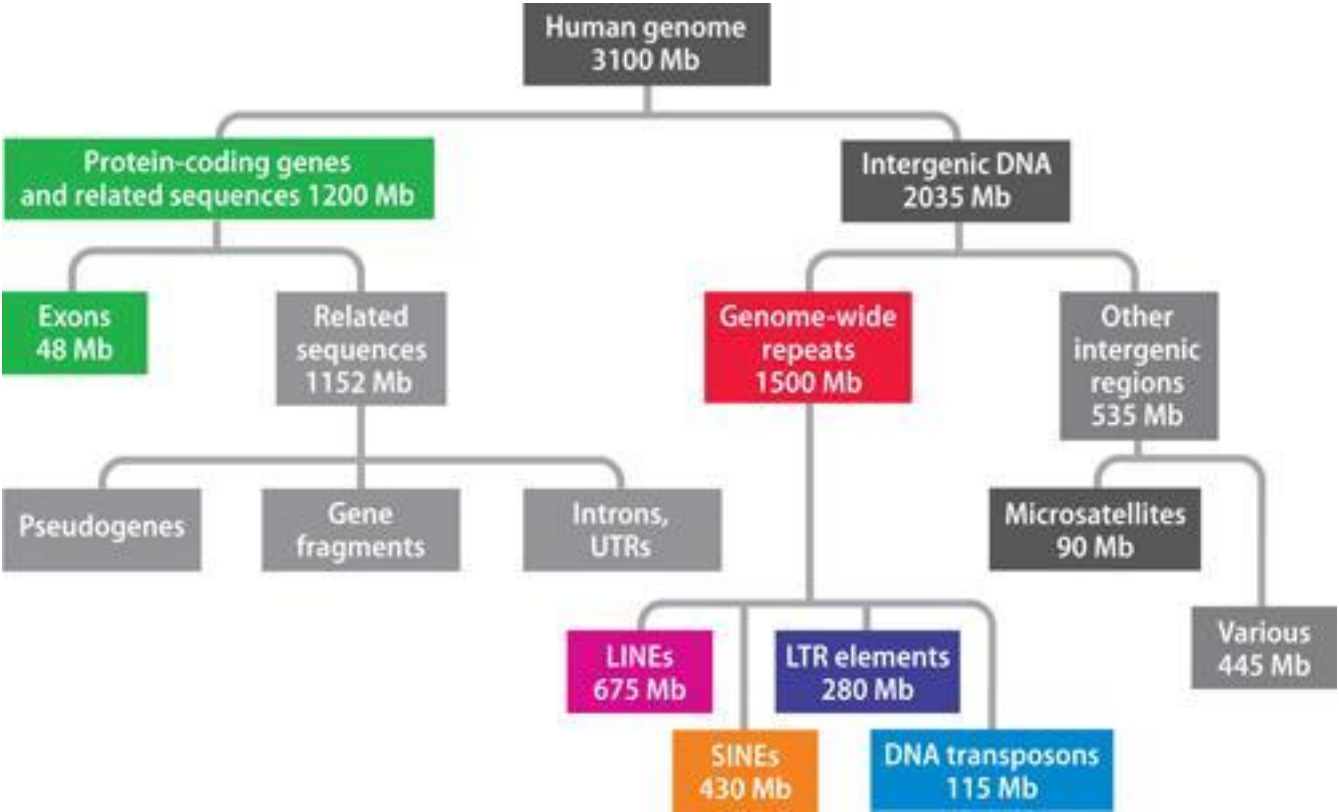 Human genome
3100 Mb
Protein-coding genes
and related sequences 1200 Mb
Intergenic DNA
2035 Mb
Exons
48 Mb
Related
sequences
1152 Mb
Genome-wide
repeats
1500 Mb
Other
intergenic
regions
535 Mb
Pseudogenes
Gene
fragments
Introns,
UTRs
Microsatellites
90 Mb
LINEs
675 Mb
LTR elements
280 Mb
Various
445 Mb
SINEs
430 Mb
DNA transposons
115 Mb